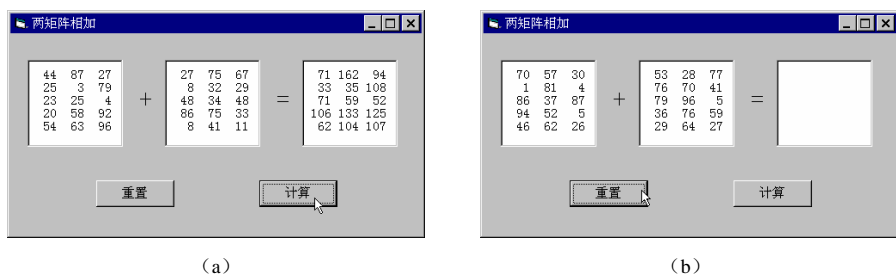 两矩阵相加
44 87 27
25 3 79
23 25 4
20 58 92
54 63 96
+
27 75 67
8 32 29
48 34 48
86 75 33
8 41 11
=
71 162 94
33 35 108
71 59 52
106 133 125
62 104 107
重置
计算
(a)
两矩阵相加
70 57 30
1 81 4
86 37 87
94 52 5
46 62 26
+
53 28 77
76 70 41
79 96 5
36 76 59
29 64 27
=
重置
计算
(b)